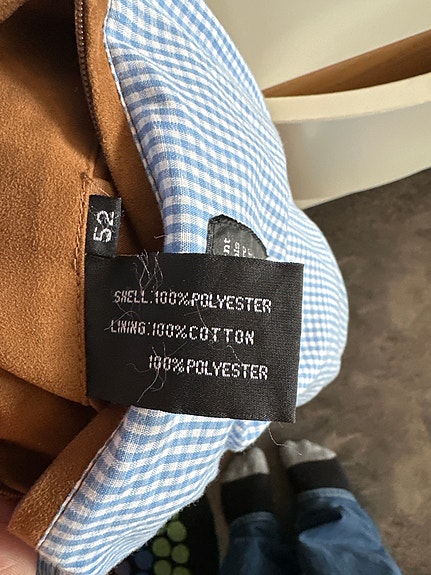 52
SHELL:100%POLYESTER
LINING:100%COTTON
100%POLYESTER